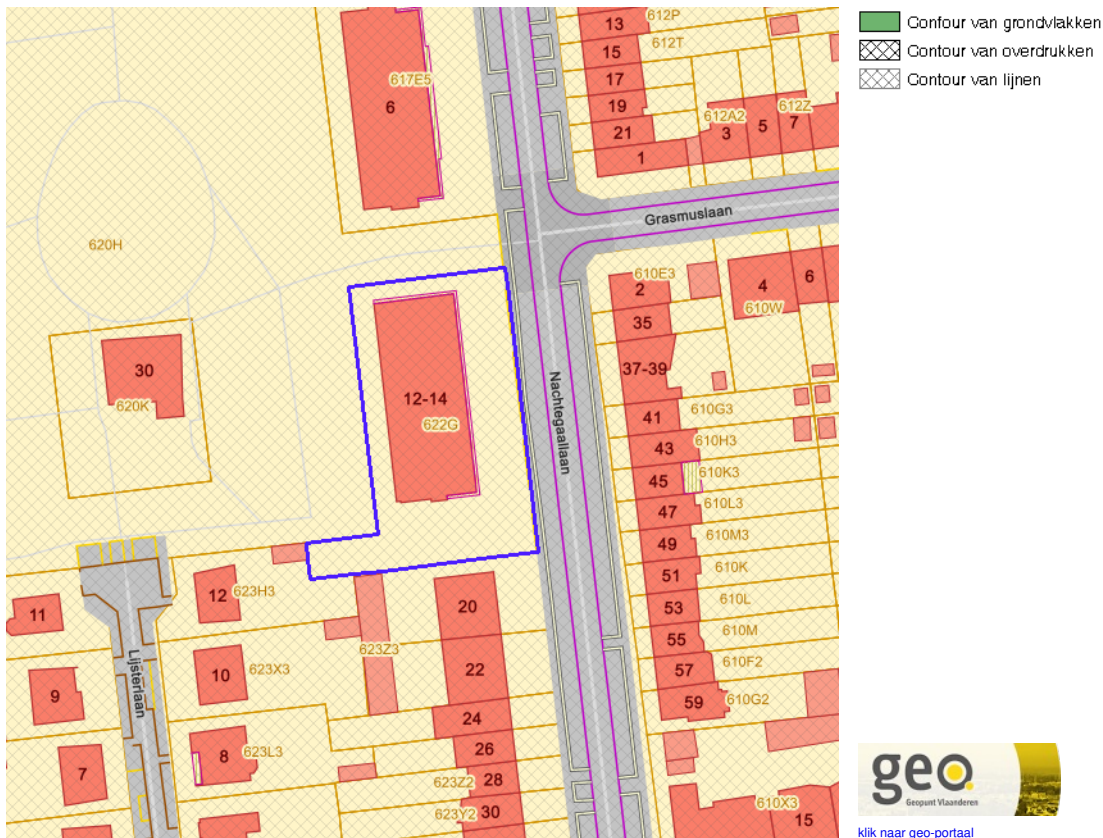 13
612P
15
612T
17
19
21
1
612A2
3
5
7
612Z
617E5
6
Grasmuslaan
620H
610E3
2
4
6
610W
35
37-39
30
620K
12-14
622G
Nachtegaallaan
41
610G3
43
610H3
45
610K3
47
610L3
49
610M3
51
610K
53
610L
55
610M
57
610F2
59
610G2
11
12
623H3
20
623Z3
22
Lijsterlaan
10
623X3
9
24
8
623L3
26
7
623Z2
28
623Y2
30
610X3
15
Contour van grondvlakken
Contour van overdrukken
Contour van lijnen
geo
Geopunt Vlaanderen
klik naar geo-portaal